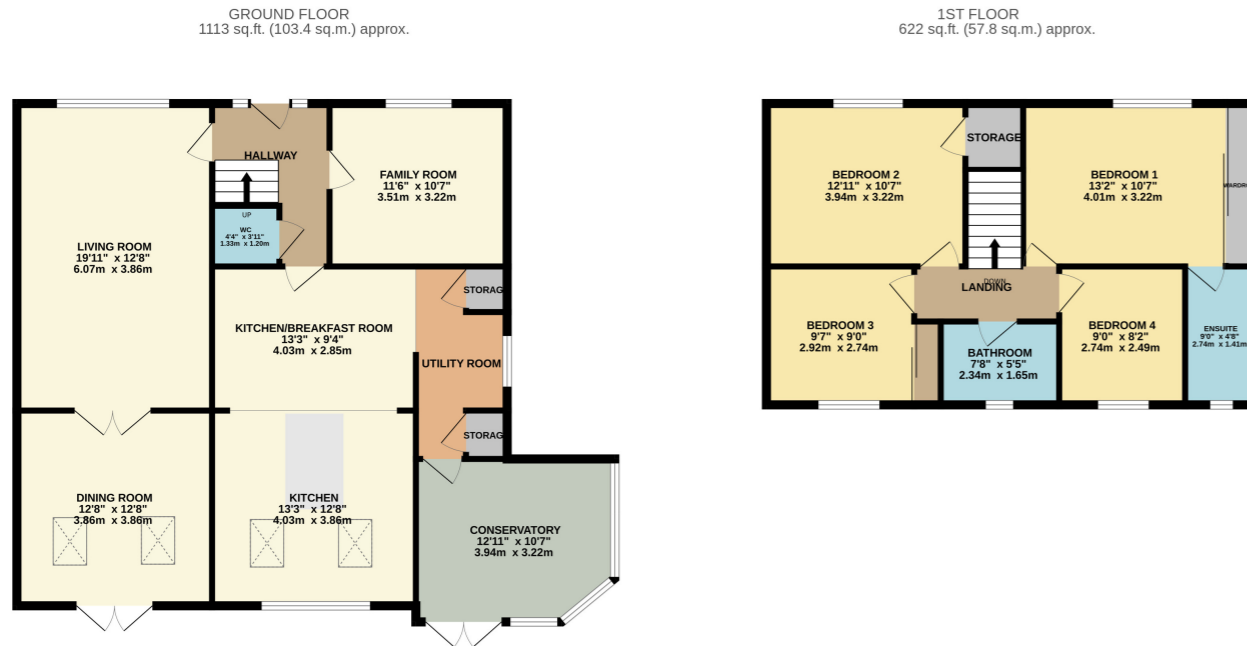 GROUND FLOOR
1113 sq.ft. (103.4 sq.m.) approx.
HALLWAY
FAMILY ROOM
11'6" x 10'7"
3.51m x 3.22m
UP
WC
4'4" x 3'11"
1.33m x 1.20m
LIVING ROOM
19'11" x 12'8"
6.07m x 3.86m
STORAG
KITCHEN/BREAKFAST ROOM
13'3" x 9'4"
4.03m x 2.85m
UTILITY ROOM
STORAG
DINING ROOM
12'8" x 12'8"
3.86m x 3.86m
KITCHEN
13'3" x 12'8"
4.03m x 3.86m
CONSERVATORY
12'11" x 10'7"
3.94m x 3.22m
1ST FLOOR
622 sq.ft. (57.8 sq.m.) approx.
STORAGE
BEDROOM 2
12'11" x 10'7"
3.94m x 3.22m
BEDROOM 1
13'2" x 10'7"
4.01m x 3.22m
DOWN
LANDING
BEDROOM 3
9'7" x 9'0"
2.92m x 2.74m
BATHROOM
7'8" x 5'5"
2.34m x 1.65m
BEDROOM 4
9'0" x 8'2"
2.74m x 2.49m
ENSUITE
9'0" x 4'8"
2.74m x 1.41m